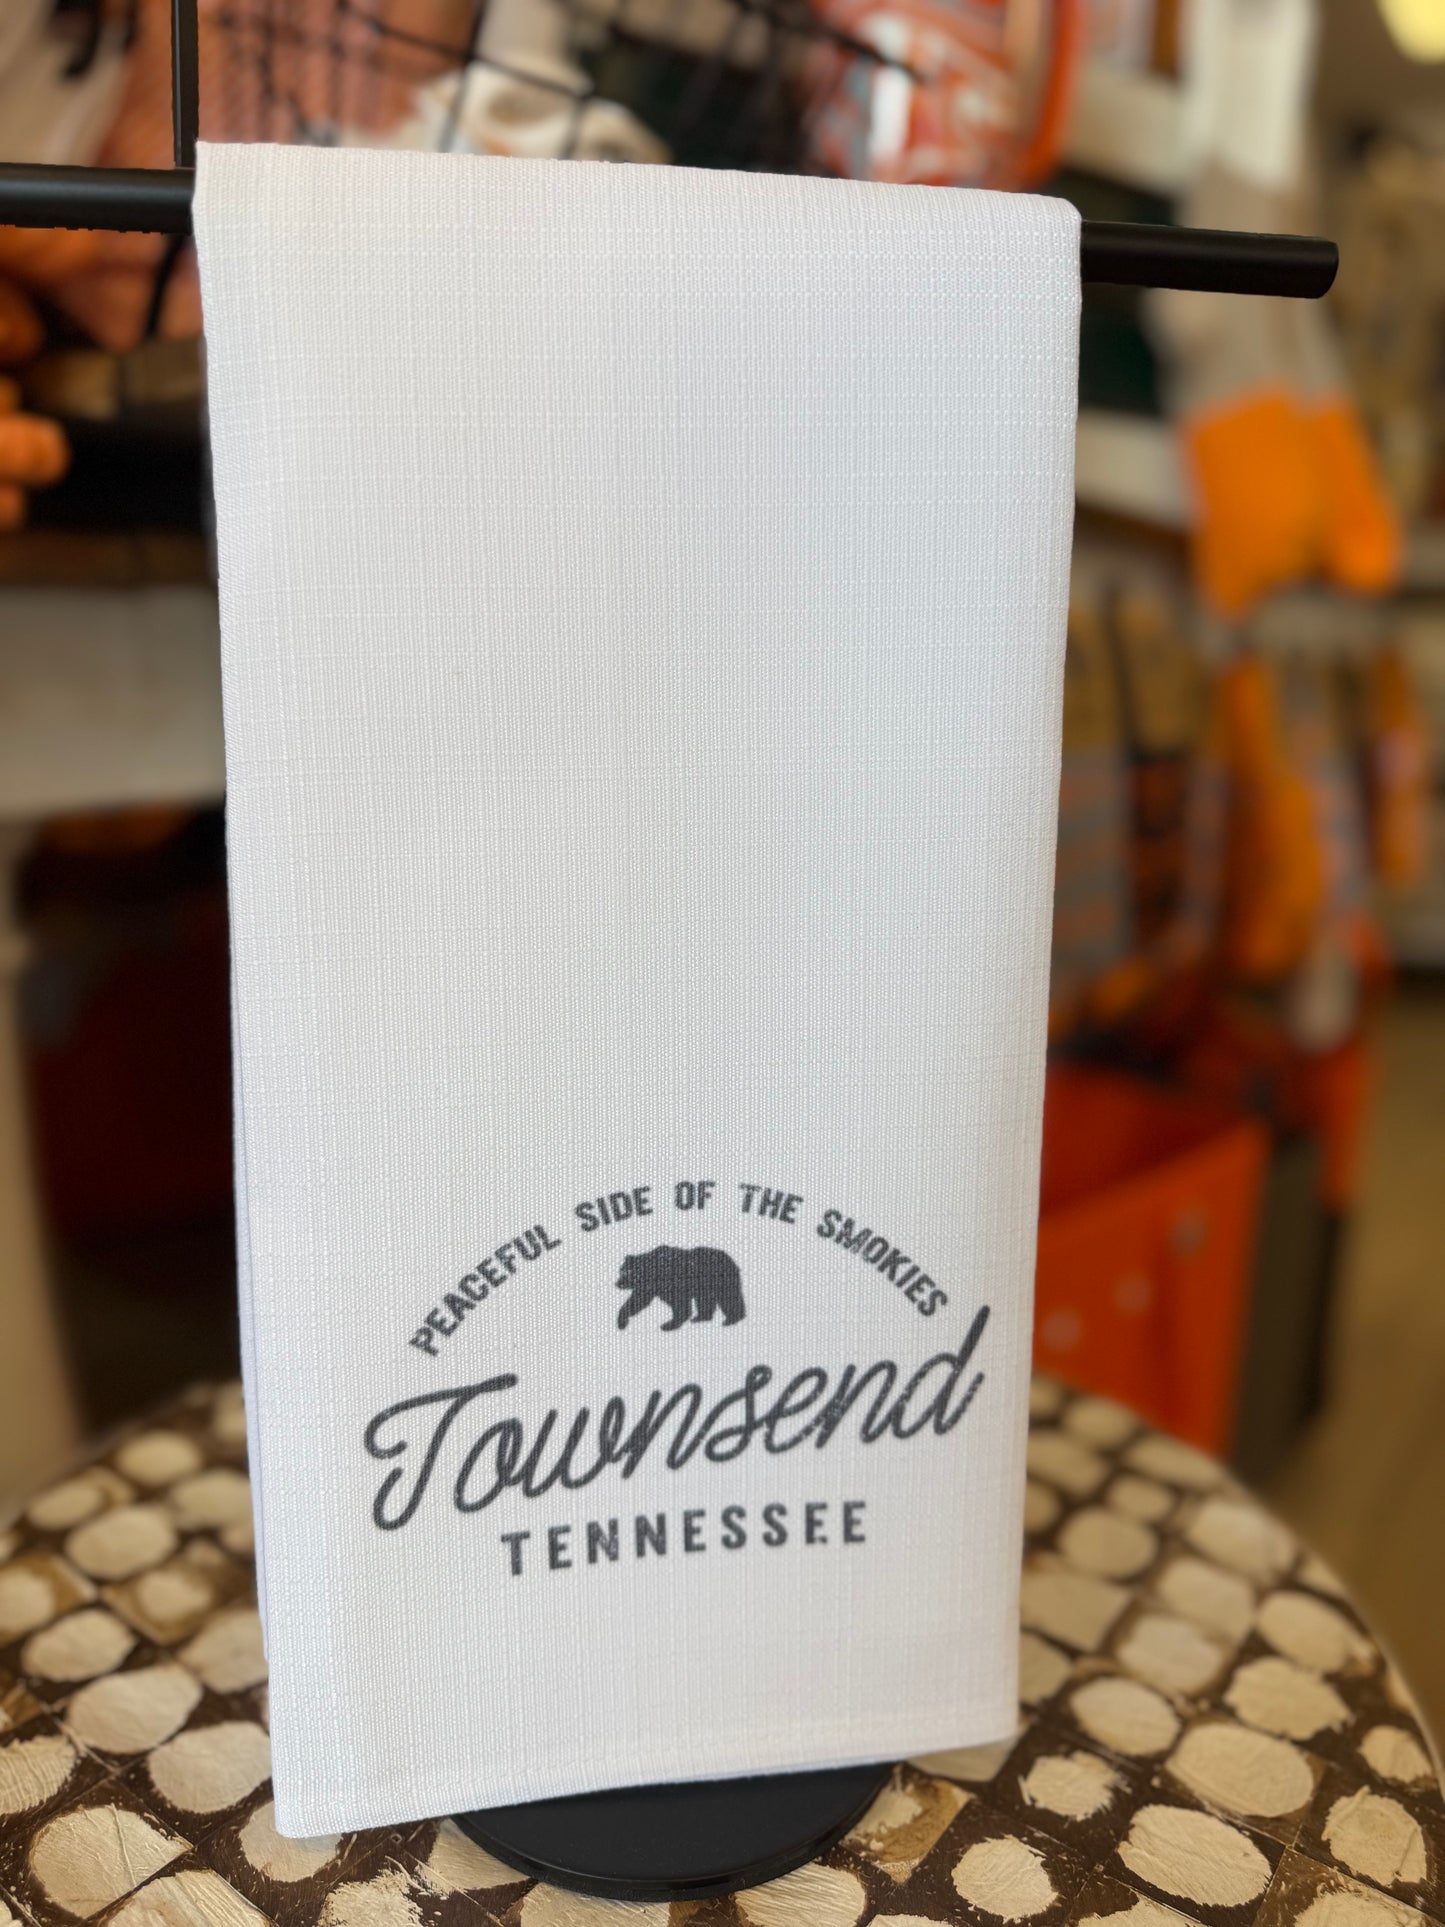 PEACEFUL SIDE OF THE SMOKIES
Townsend
TENNESSEE